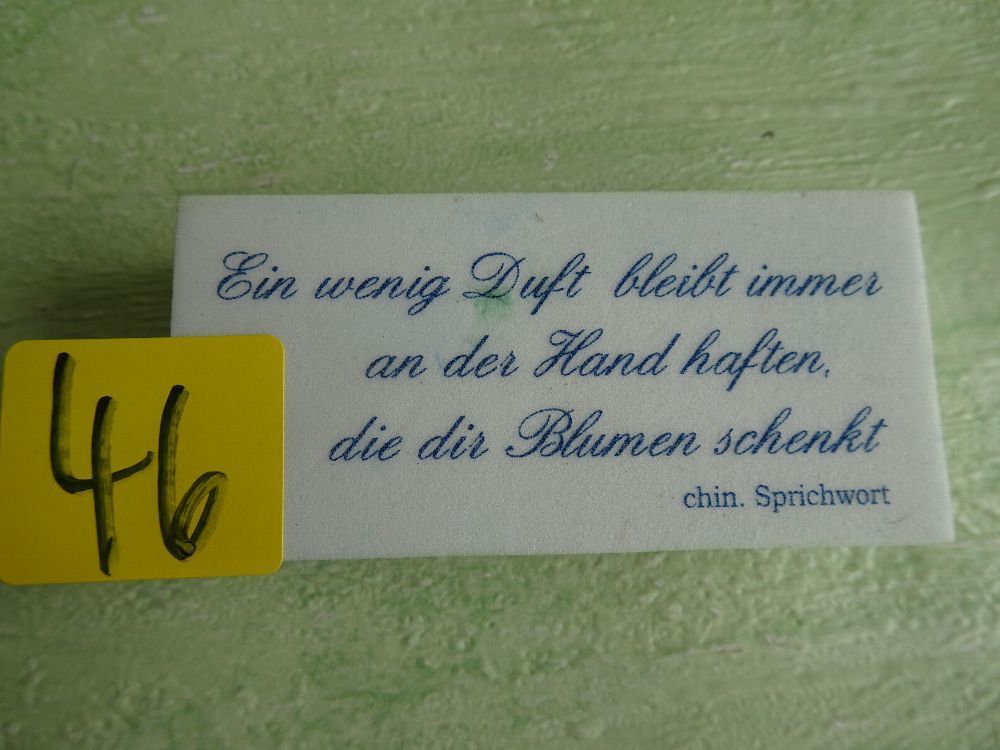 Ein wenig Duft bleibt immer
an der Hand haften,
die dir Blumen schenkt
chin. Sprichwort
46